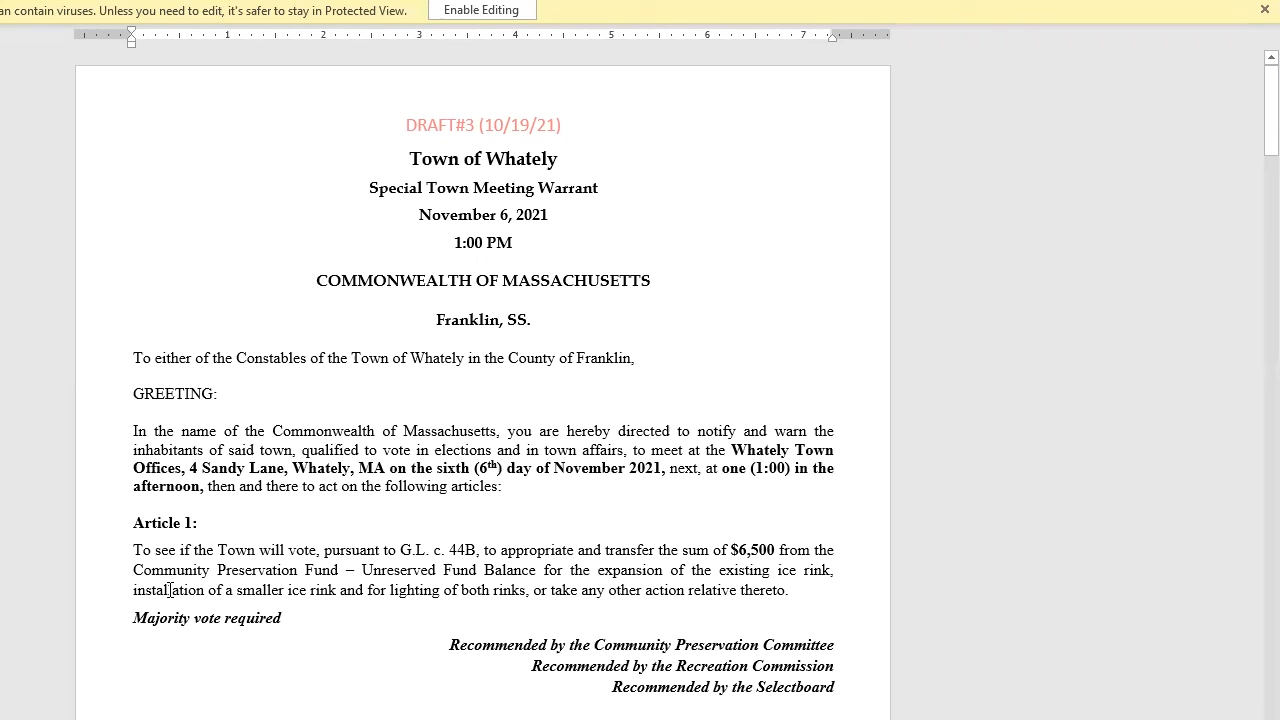 an contain viruses. Unless you need to edit, it's safer to stay in Protected View. Enable Editing
1 2 3 4 5 6 7
DRAFT#3 (10/19/21)
Town of Whately
Special Town Meeting Warrant
November 6, 2021
1:00 PM
COMMONWEALTH OF MASSACHUSETTS
Franklin, SS.
To either of the Constables of the Town of Whately in the County of Franklin,
GREETING:
In the name of the Commonwealth of Massachusetts, you are hereby directed to notify and warn the
inhabitants of said town, qualified to vote in elections and in town affairs, to meet at the Whately Town
Offices, 4 Sandy Lane, Whately, MA on the sixth (6th) day of November 2021, next, at one (1:00) in the
afternoon, then and there to act on the following articles:
Article 1:
To see if the Town will vote, pursuant to G.L. c. 44B, to appropriate and transfer the sum of $6,500 from the
Community Preservation Fund – Unreserved Fund Balance for the expansion of the existing ice rink,
installation of a smaller ice rink and for lighting of both rinks, or take any other action relative thereto.
Majority vote required
Recommended by the Community Preservation Committee
Recommended by the Recreation Commission
Recommended by the Selectboard